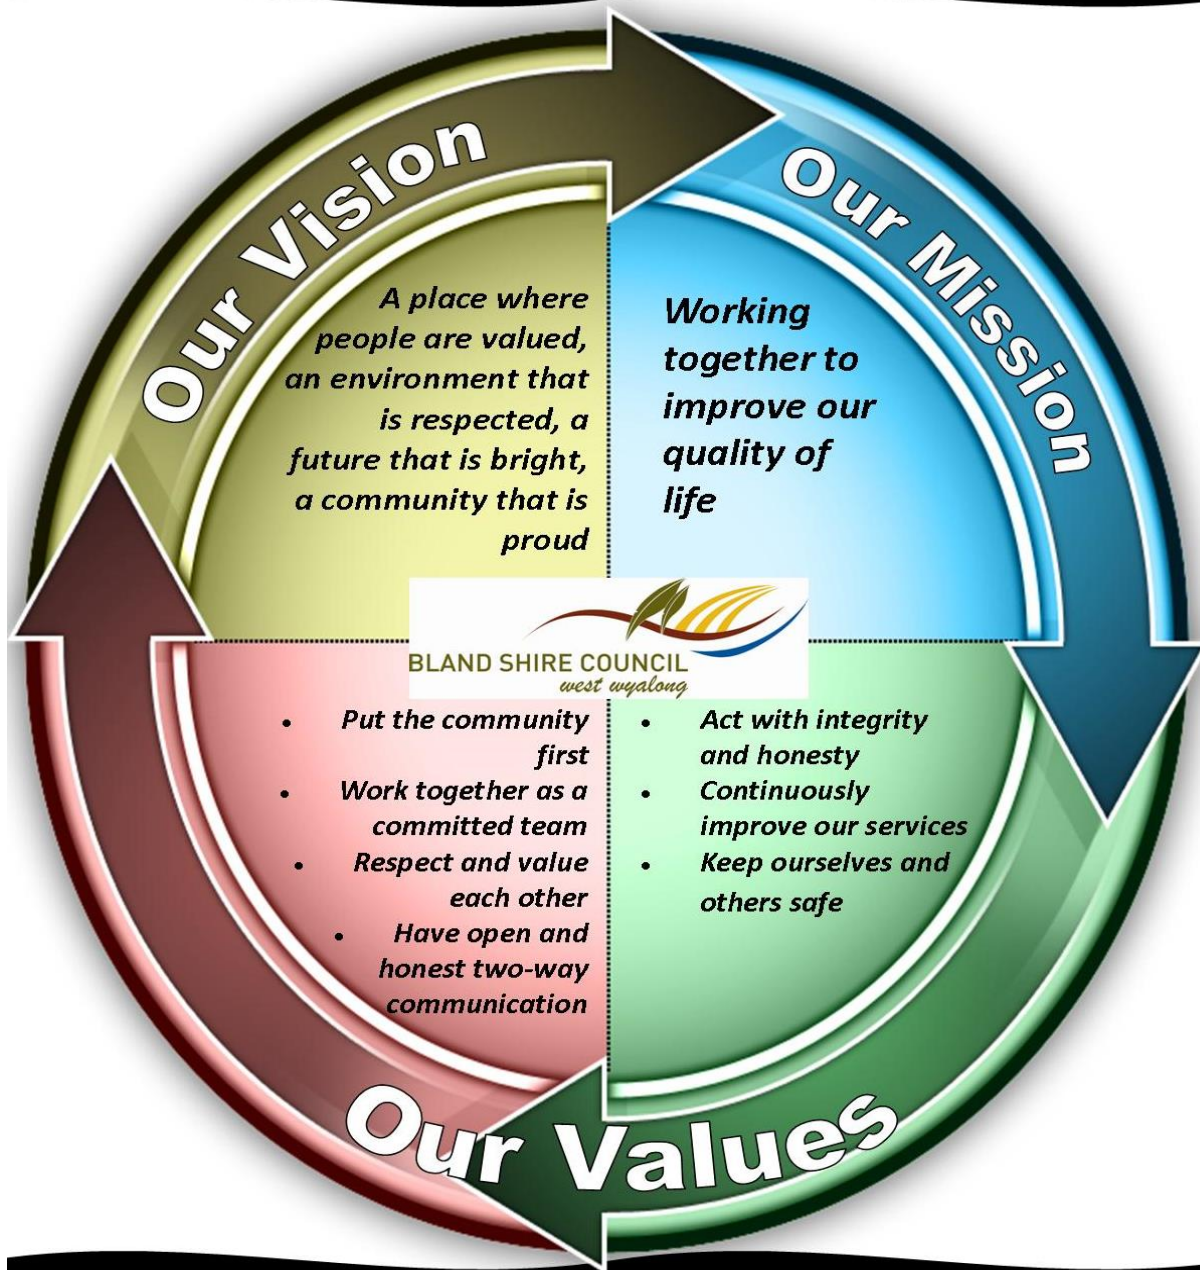 Our Vision
A place where
people are valued,
an environment that
is respected, a
future that is bright,
a community that is
proud
Our Mission
Working
together to
improve our
quality of
life
BLAND SHIRE COUNCIL
west wyalong
• Put the community
first
• Work together as a
committed team
• Respect and value
each other
• Have open and
honest two-way
communication
• Act with integrity
and honesty
• Continuously
improve our services
• Keep ourselves and
others safe
Our Values